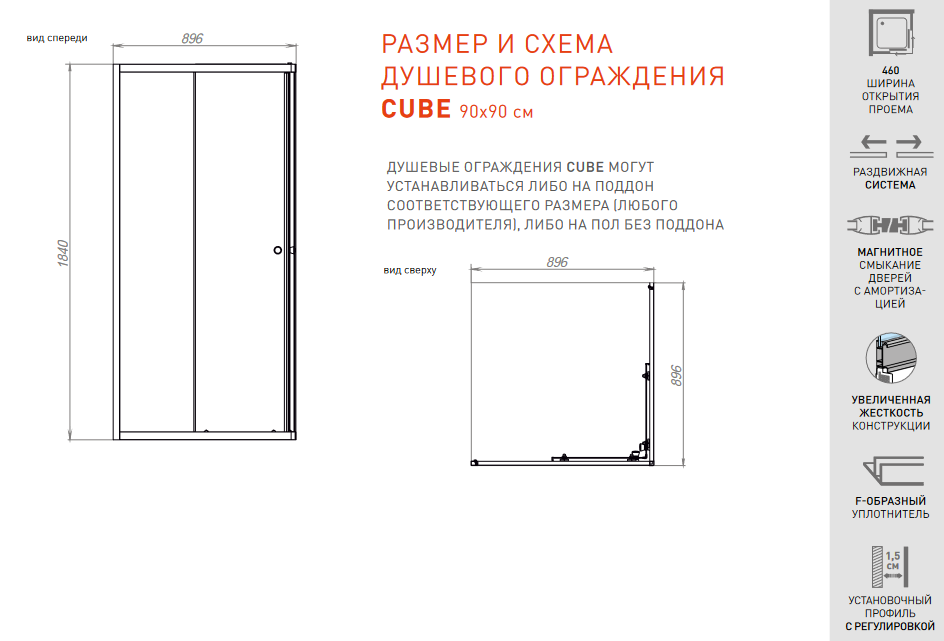 вид спереди
896
1840
РАЗМЕР И СХЕМА
ДУШЕВОГО ОГРАЖДЕНИЯ
CUBE 90х90 см
ДУШЕВЫЕ ОГРАЖДЕНИЯ CUBE МОГУТ
УСТАНАВЛИВАТЬСЯ ЛИБО НА ПОДДОН
СООТВЕТСТВУЮЩЕГО РАЗМЕРА (ЛЮБОГО
ПРОИЗВОДИТЕЛЯ), ЛИБО НА ПОЛ БЕЗ ПОДДОНА
вид сверху
896
896
460
ШИРИНА
ОТКРЫТИЯ
ПРОЕМА
РАЗДВИЖНАЯ
СИСТЕМА
МАГНИТНОЕ
СМЫКАНИЕ
ДВЕРЕЙ
С АМОРТИЗА-
ЦИЕЙ
УВЕЛИЧЕННАЯ
ЖЕСТКОСТЬ
КОНСТРУКЦИИ
F-ОБРАЗНЫЙ
УПЛОТНИТЕЛЬ
1,5
СМ
УСТАНОВОЧНЫЙ
ПРОФИЛЬ
С РЕГУЛИРОВКОЙ